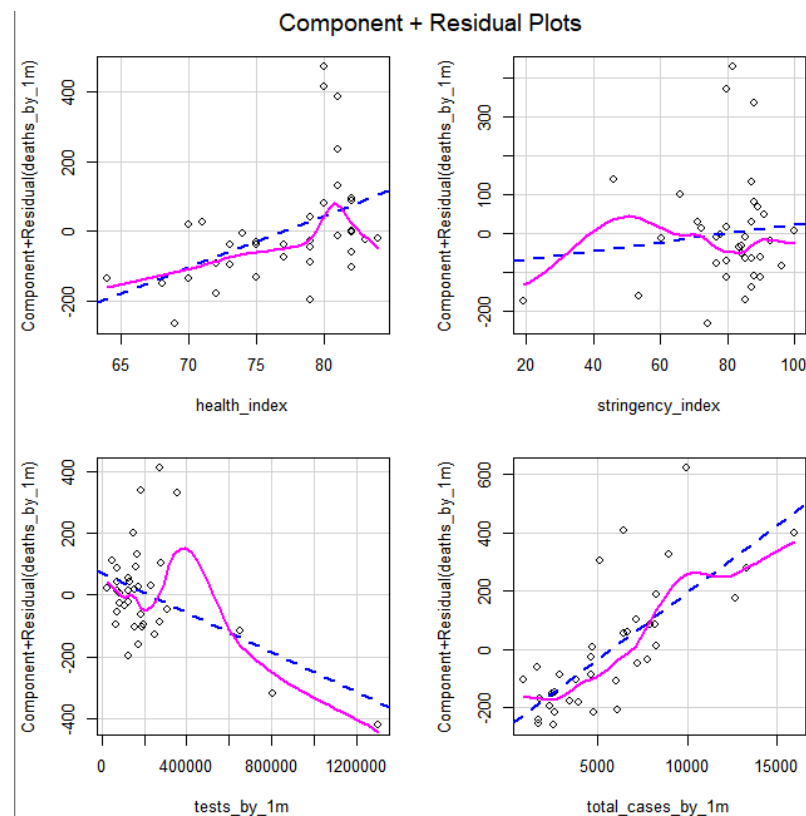 Component + Residual Plots
Component+Residual(deaths_by_1m)
400
200
0
-200
65 70 75 80
health_index
Component+Residual(deaths_by_1m)
300
100
0
-200
20 40 60 80 100
stringency_index
Component+Residual(deaths_by_1m)
400
200
0
-200
-400
0 400000 800000 1200000
tests_by_1m
Component+Residual(deaths_by_1m)
600
400
200
0
-200
5000 10000 15000
total_cases_by_1m